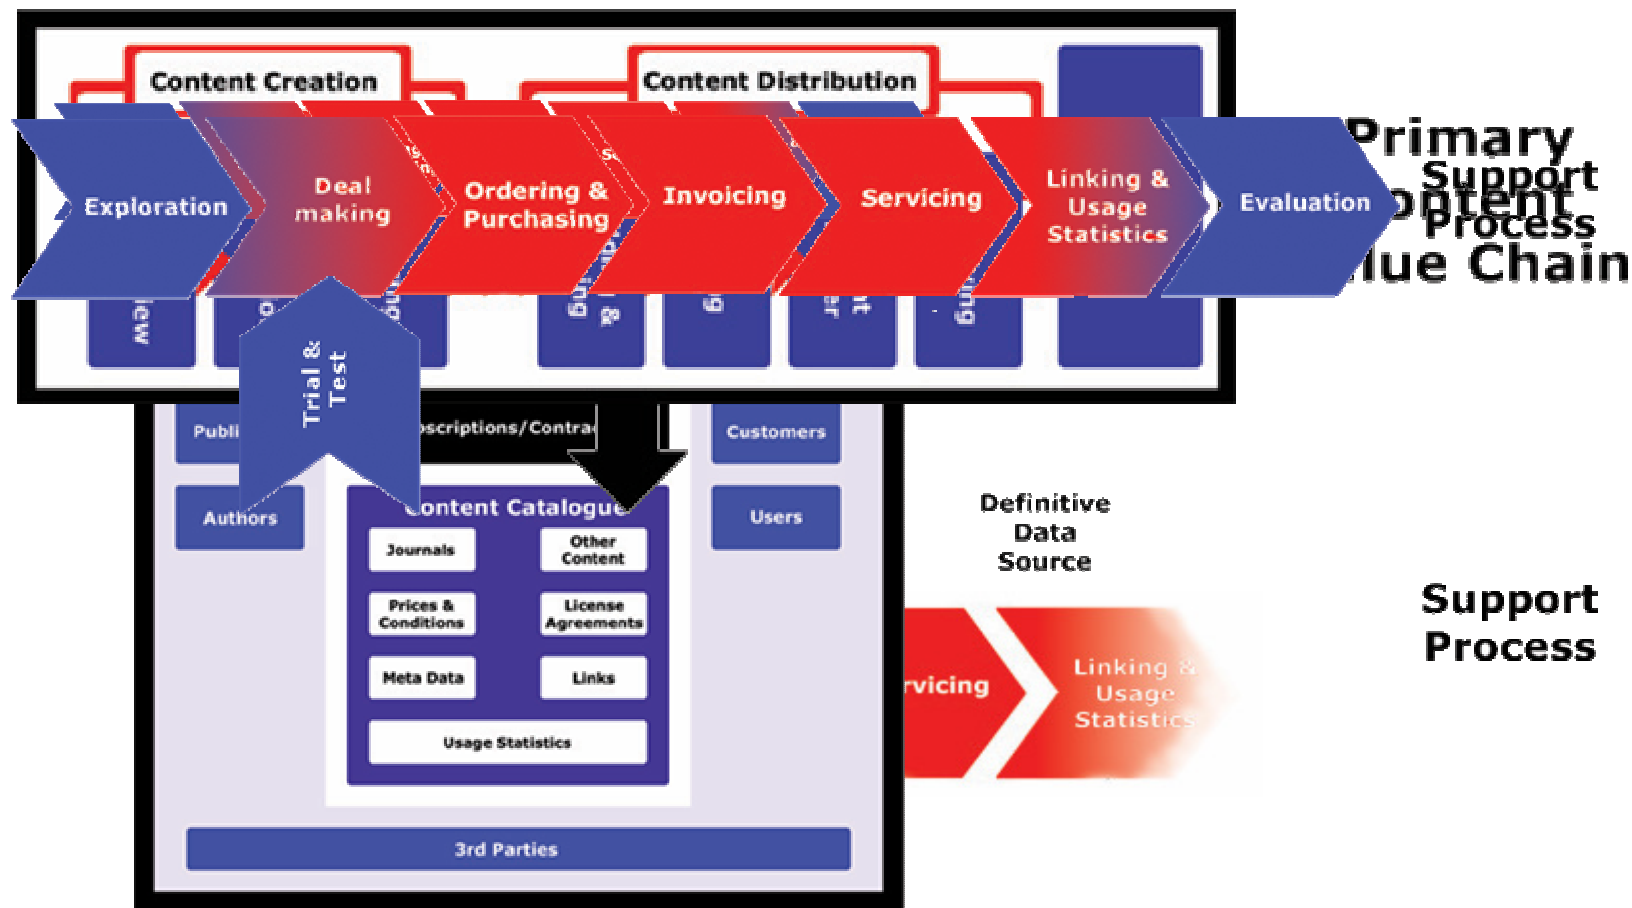 Content Creation
Content Distribution
Primary
Support
Process
Chain
Exploration
Deal
making
Ordering &
Purchasing
Invoicing
Servicing
Linking &
Usage
Statistics
Evaluation
Trial &
Test
Customers
Authors
Users
Content Catalogue
Journals
Other
Content
Prices &
Conditions
License
Agreements
Meta Data
Links
Usage Statistics
3rd Parties
Definitive
Data
Source
Linking &
Usage
Statistics
Support
Process